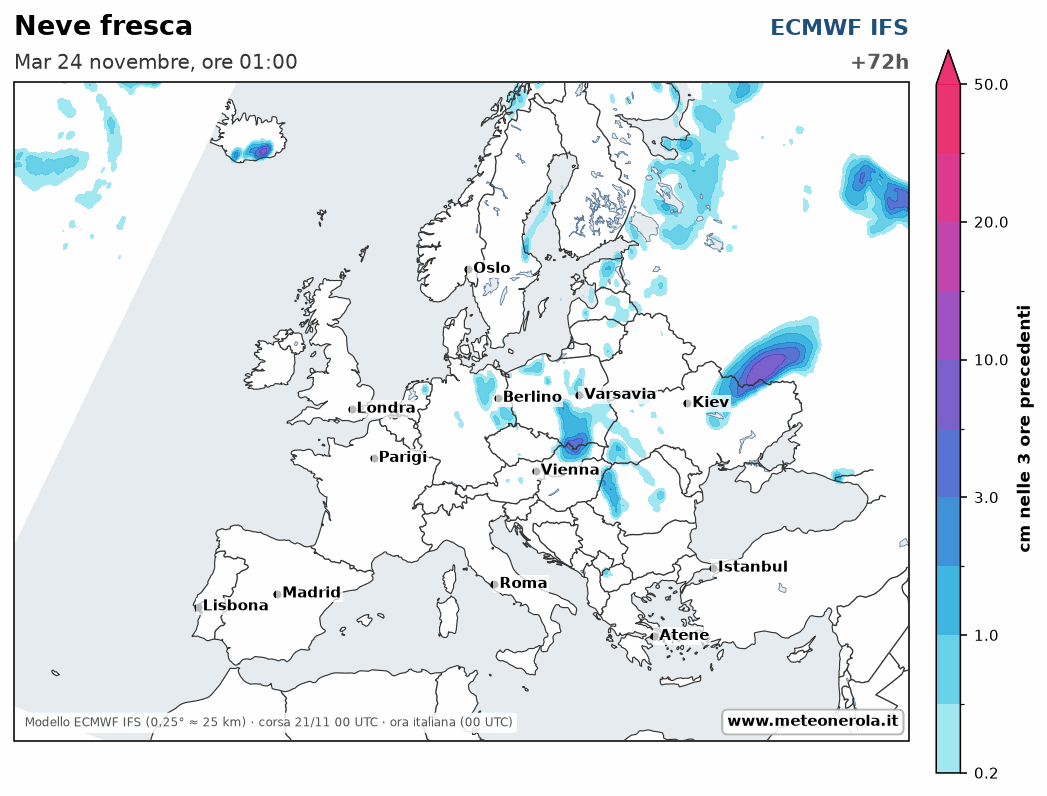 Neve fresca
ECMWF IFS
Mar 24 novembre, ore 01:00
+72h
50.0
20.0
10.0
3.0
1.0
0.2
cm nelle 3 ore precedenti
Oslo
Berlino
Varsavia
Kiev
Londra
Parigi
Vienna
Istanbul
Roma
Madrid
Lisbona
Atene
Modello ECMWF IFS (0,25° ≈ 25 km) · corsa 21/11 00 UTC · ora italiana (00 UTC)
www.meteonerola.it